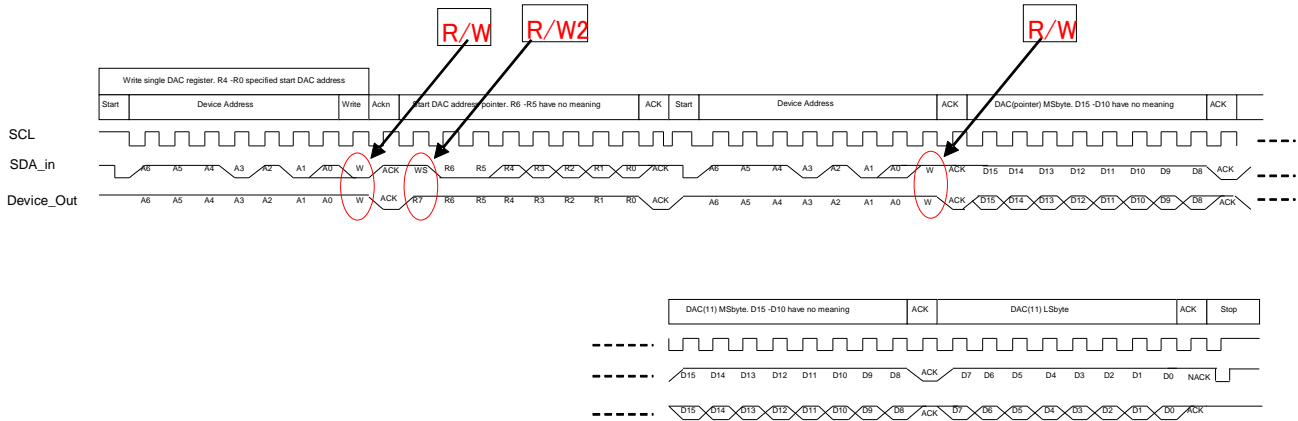 R/W R/W2 R/W
Write single DAC register. R4 -R0 specified start DAC address
Start Device Address Write Ackn Start DAC address pointer. R6 -R5 have no meaning ACK Start Device Address ACK DAC(pointer) MSbyte. D15 -D10 have no meaning ACK
SCL
SDA_in A6 A5 A4 A3 A2 A1 A0 W ACK WS R6 R5 R4 R3 R2 R1 R0 ACK A6 A5 A4 A3 A2 A1 A0 W ACK D15 D14 D13 D12 D11 D10 D9 D8 ACK
Device_Out A6 A5 A4 A3 A2 A1 A0 W ACK R7 R6 R5 R4 R3 R2 R1 R0 ACK A6 A5 A4 A3 A2 A1 A0 W ACK D15 D14 D13 D12 D11 D10 D9 D8 ACK
DAC(11) MSbyte. D15 -D10 have no meaning ACK DAC(11) LSbyte ACK Stop
D15 D14 D13 D12 D11 D10 D9 D8 ACK D7 D6 D5 D4 D3 D2 D1 D0 NACK
D15 D14 D13 D12 D11 D10 D9 D8 ACK D7 D6 D5 D4 D3 D2 D1 D0 ACK